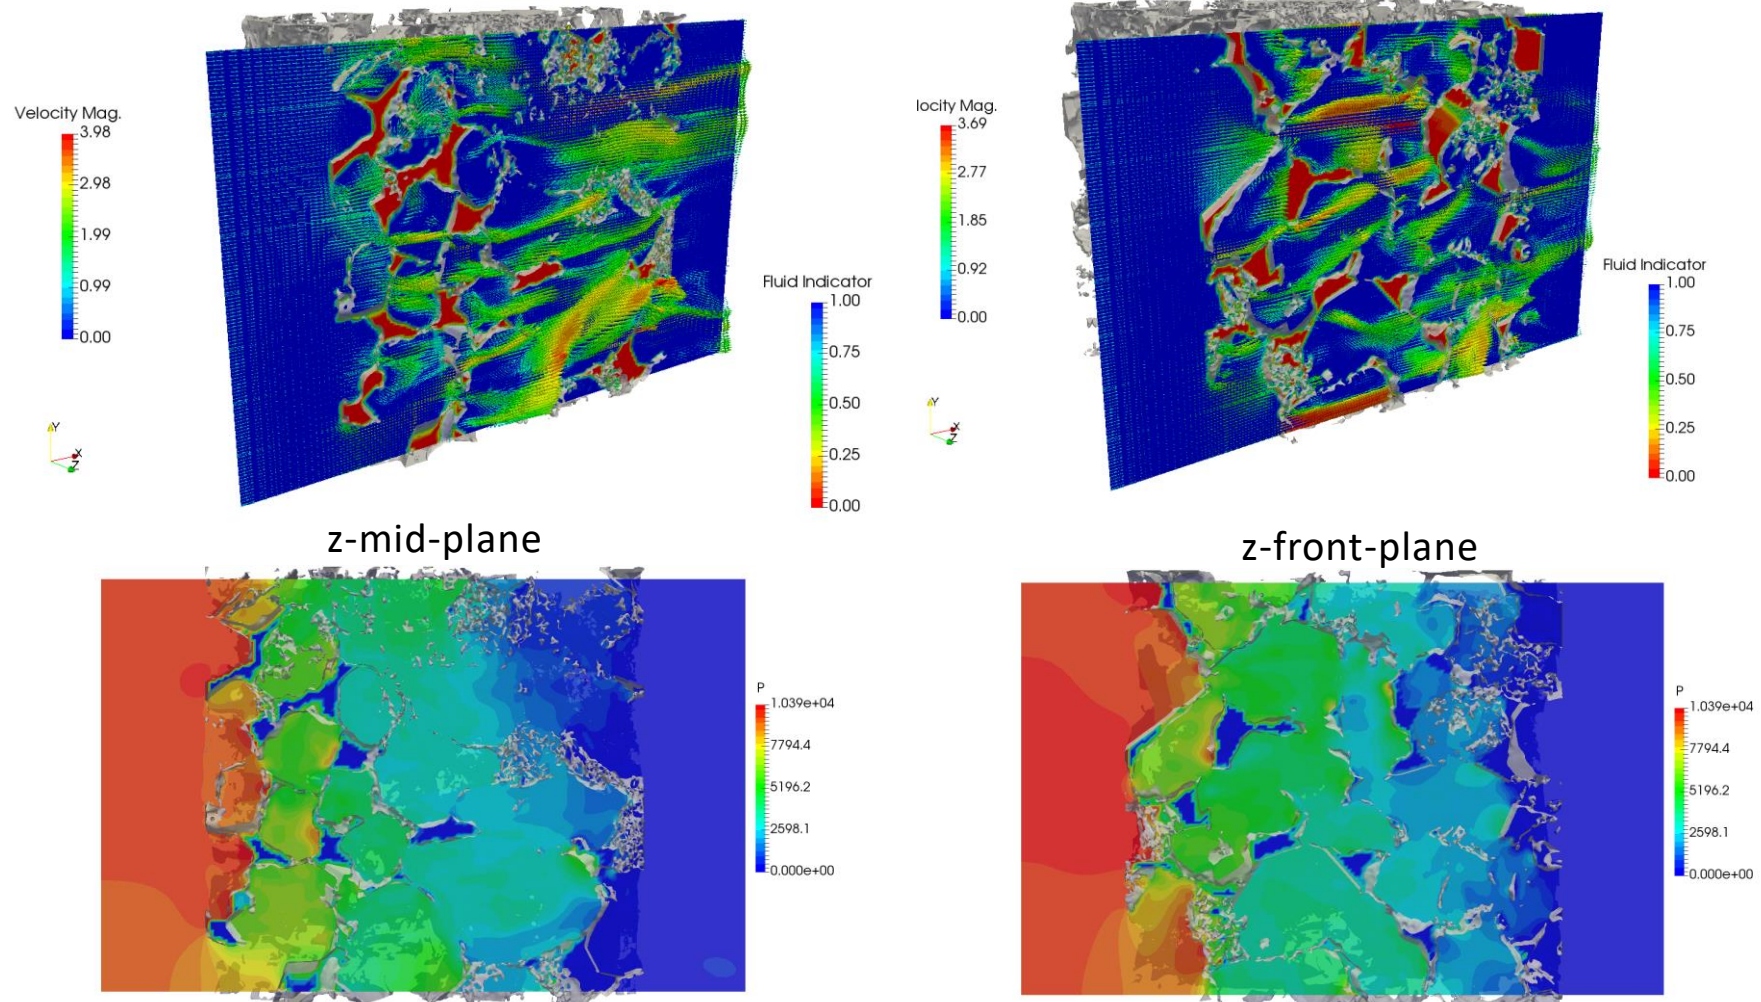 Velocity Mag.
3.98
2.98
1.99
0.99
0.00
Fluid Indicator
1.00
0.75
0.50
0.25
0.00
Y
X
Z
locity Mag.
3.69
2.77
1.85
0.92
0.00
Fluid Indicator
1.00
0.75
0.50
0.25
0.00
Y
X
Z
z-mid-plane
z-front-plane
P
1.039e+04
7794.4
5196.2
2598.1
0.000e+00
P
1.039e+04
7794.4
5196.2
2598.1
0.000e+00